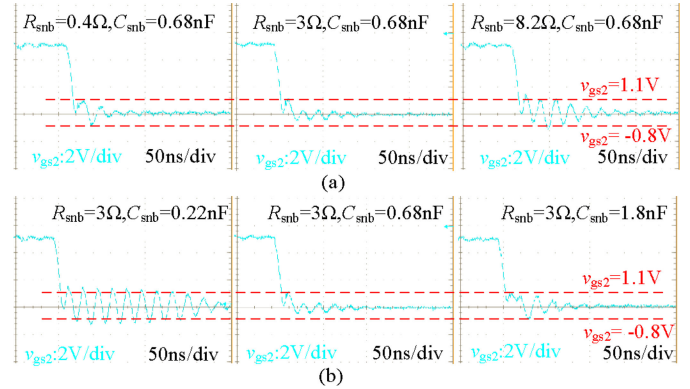 Rsnb=0.4Ω,Csnb=0.68nF
Rsnb=3Ω,Csnb=0.68nF
Rsnb=8.2Ω,Csnb=0.68nF
vgs2=1.1V
vgs2= -0.8V
vgs2:2V/div 50ns/div
vgs2:2V/div 50ns/div
50ns/div
(a)
Rsnb=3Ω,Csnb=0.22nF
Rsnb=3Ω,Csnb=0.68nF
Rsnb=3Ω,Csnb=1.8nF
vgs2=1.1V
vgs2= -0.8V
vgs2:2V/div 50ns/div
vgs2:2V/div 50ns/div
vgs2:2V/div 50ns/div
(b)